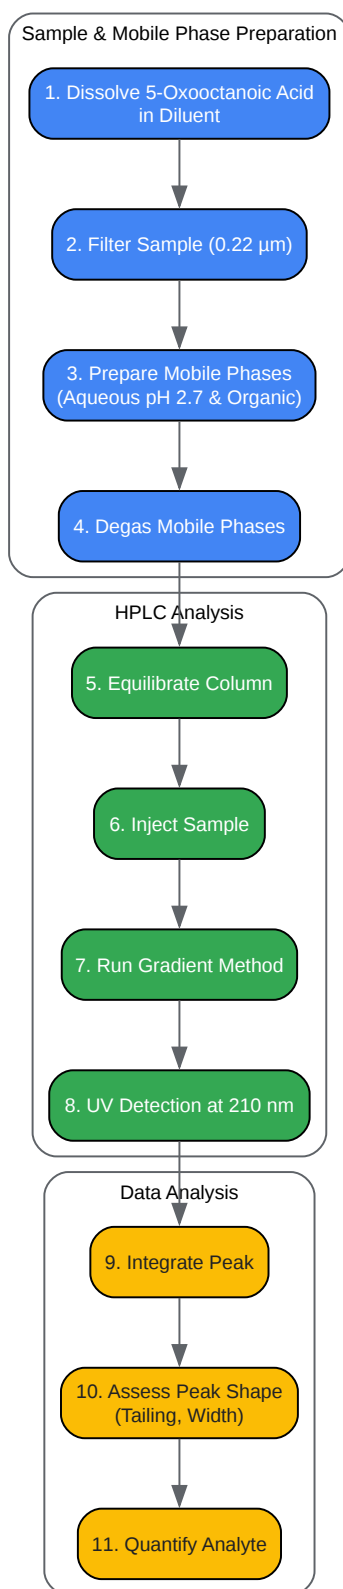 Sample & Mobile Phase Preparation
1. Dissolve 5-Oxooctanoic Acid
in Diluent
2. Filter Sample (0.22 µm)
3. Prepare Mobile Phases
(Aqueous pH 2.7 & Organic)
4. Degas Mobile Phases
HPLC Analysis
5. Equilibrate Column
6. Inject Sample
7. Run Gradient Method
8. UV Detection at 210 nm
Data Analysis
9. Integrate Peak
10. Assess Peak Shape
(Tailing, Width)
11. Quantify Analyte